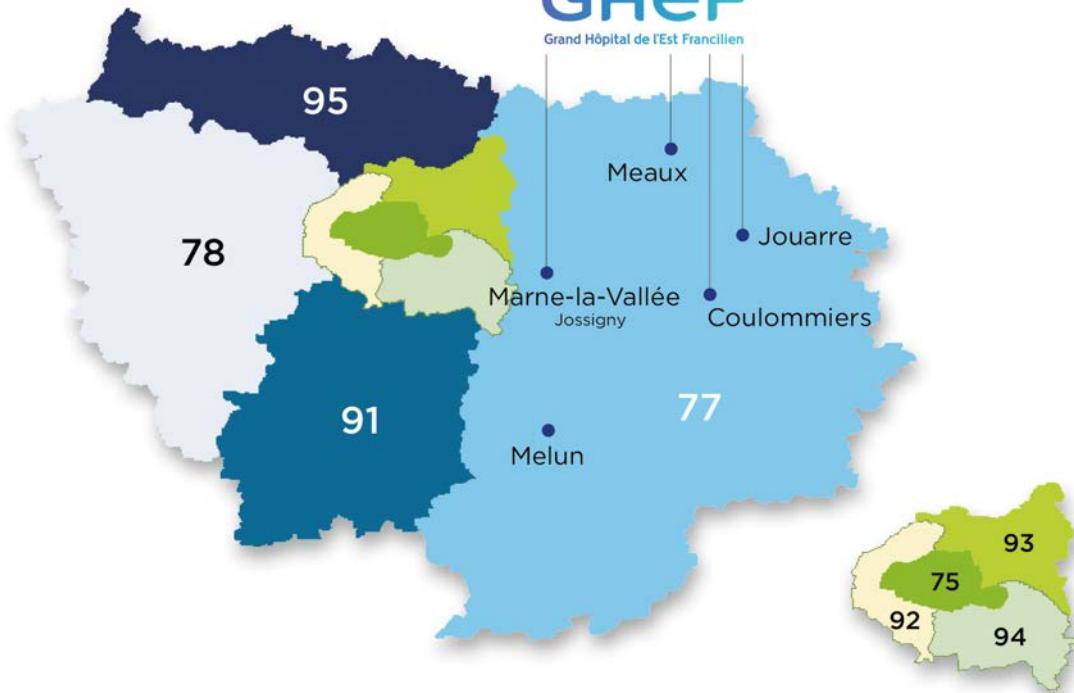 GHEF
Grand Hôpital de l'Est Francilien
95
Meaux
Jouarre
78
Marne-la-Vallée
Jossigny
Coulommiers
77
91
Melun
93
75
92
94